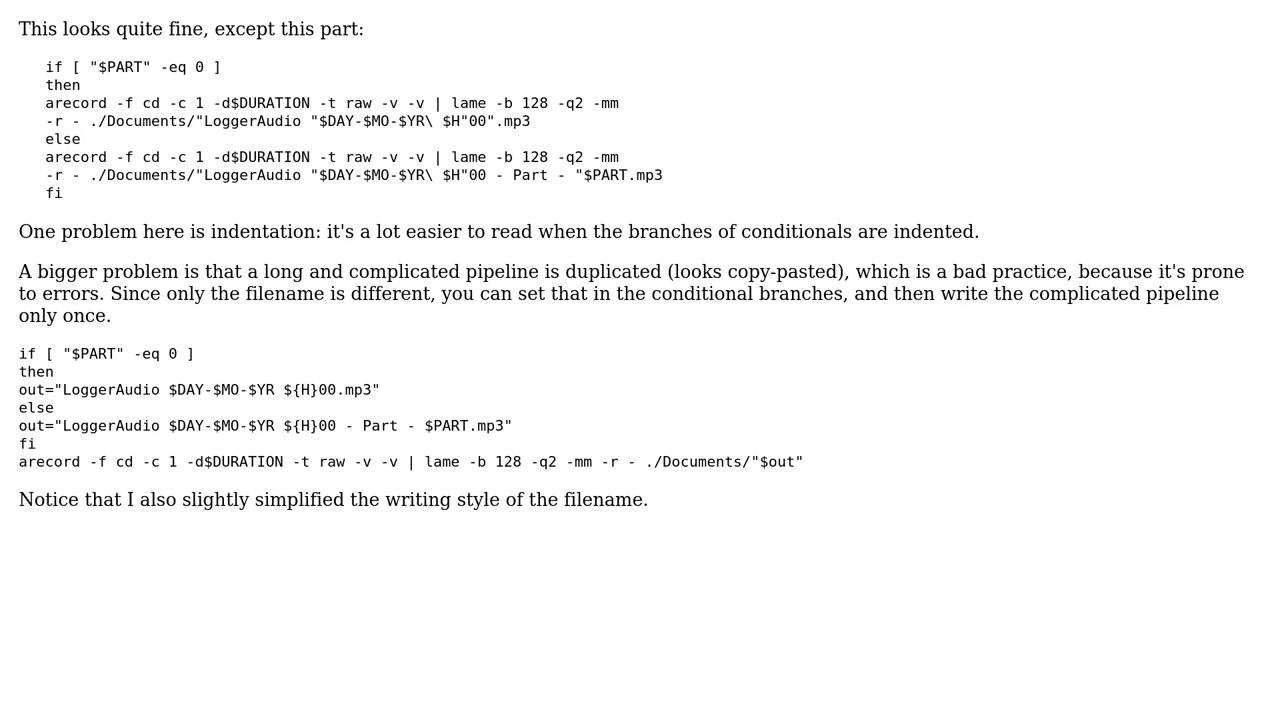 This looks quite fine, except this part:
if [ "$PART" -eq 0 ]
then
arecord -f cd -c 1 -d$DURATION -t raw -v -v | lame -b 128 -q2 -mm
-r - ./Documents/"LoggerAudio "$DAY-$MO-$YR\ $H"00".mp3
else
arecord -f cd -c 1 -d$DURATION -t raw -v -v | lame -b 128 -q2 -mm
-r - ./Documents/"LoggerAudio "$DAY-$MO-$YR\ $H"00 - Part - "$PART.mp3
fi
One problem here is indentation: it's a lot easier to read when the branches of conditionals are indented.
A bigger problem is that a long and complicated pipeline is duplicated (looks copy-pasted), which is a bad practice, because it's prone
to errors. Since only the filename is different, you can set that in the conditional branches, and then write the complicated pipeline
only once.
if [ "$PART" -eq 0 ]
then
out="LoggerAudio $DAY-$MO-$YR ${H}00.mp3"
else
out="LoggerAudio $DAY-$MO-$YR ${H}00 - Part - $PART.mp3"
fi
arecord -f cd -c 1 -d$DURATION -t raw -v -v | lame -b 128 -q2 -mm -r - ./Documents/"$out"
Notice that I also slightly simplified the writing style of the filename.